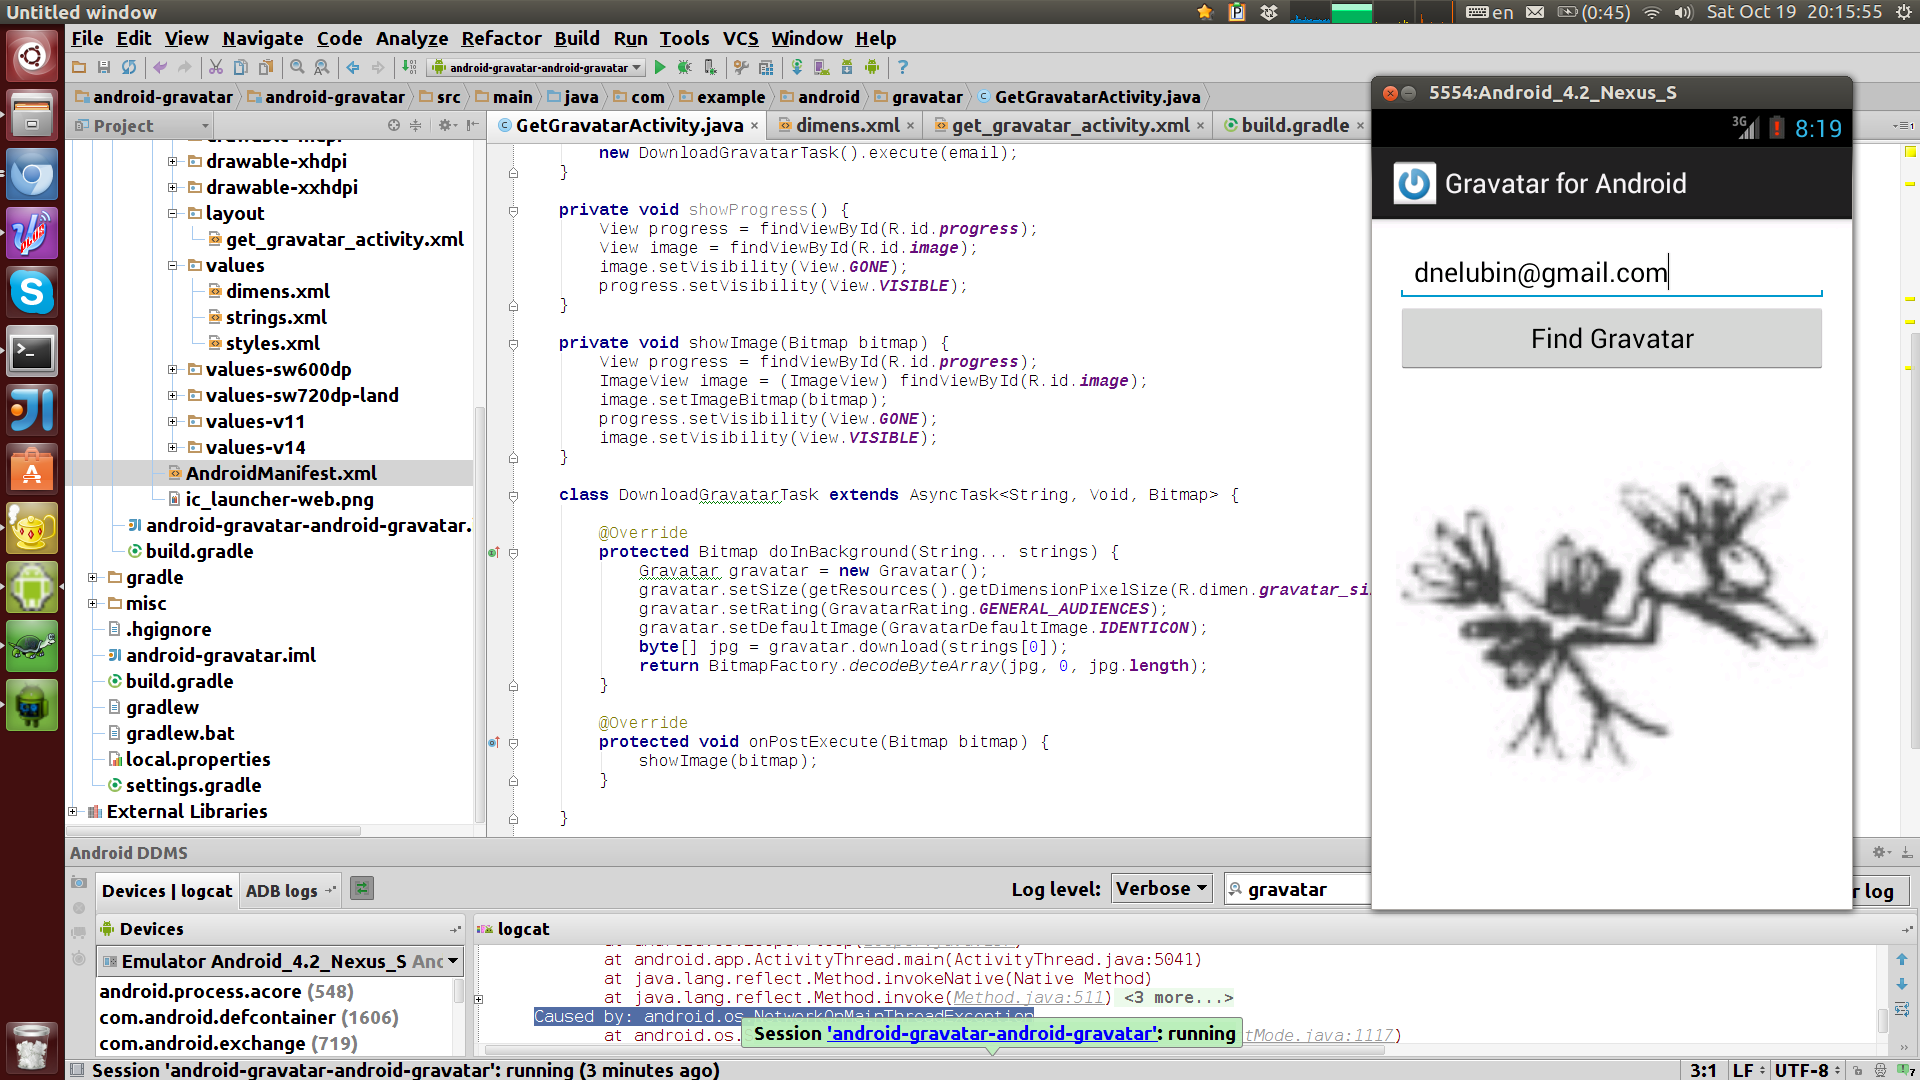 Untitled window
en
(0:45)
Sat Oct 19 20:15:55
File Edit View Navigate Code Analyze Refactor Build Run Tools VCS Window Help
android-gravatar-android-gravatar
android-gravatar android-gravatar src main java com example android gravatar GetGravatarActivity.java
Project
GetGravatarActivity.java dimens.xml get_gravatar_activity.xml build.gradle
drawable-xhdpi
drawable-xxhdpi
layout
get_gravatar_activity.xml
values
dimens.xml
strings.xml
styles.xml
values-sw600dp
values-sw720dp-land
values-v11
values-v14
AndroidManifest.xml
ic_launcher-web.png
android-gravatar-android-gravatar.
build.gradle
gradle
misc
.hgignore
android-gravatar.iml
build.gradle
gradlew
gradlew.bat
local.properties
settings.gradle
External Libraries
new DownloadGravatarTask().execute(email);
}
private void showProgress() {
View progress = findViewById(R.id.progress);
View image = findViewById(R.id.image);
image.setVisibility(View.GONE);
progress.setVisibility(View.VISIBLE);
}
private void showImage(Bitmap bitmap) {
View progress = findViewById(R.id.progress);
ImageView image = (ImageView) findViewById(R.id.image);
image.setImageBitmap(bitmap);
progress.setVisibility(View.GONE);
image.setVisibility(View.VISIBLE);
}
class DownloadGravatarTask extends AsyncTask<String, Void, Bitmap> {
@Override
protected Bitmap doInBackground(String... strings) {
Gravatar gravatar = new Gravatar();
gravatar.setSize(getResources().getDimensionPixelSize(R.dimen.gravatar_si
gravatar.setRating(GravatarRating.GENERAL_AUDIENCES);
gravatar.setDefaultImage(GravatarDefaultImage.IDENTICON);
byte[] jpg = gravatar.download(strings[0]);
return BitmapFactory.decodeByteArray(jpg, 0, jpg.length);
}
@Override
protected void onPostExecute(Bitmap bitmap) {
showImage(bitmap);
}
}
5554:Android_4.2_Nexus_S
3G
8:19
Gravatar for Android
dnelubin@gmail.com
Find Gravatar
Android DDMS
Devices | logcat ADB logs
Log level: Verbose
gravatar
r log
Devices
logcat
Emulator Android_4.2_Nexus_S And
android.process.acore (548)
com.android.defcontainer (1606)
com.android.exchange (719)
at android.app.ActivityThread.main(ActivityThread.java:5041)
at java.lang.reflect.Method.invokeNative(Native Method)
at java.lang.reflect.Method.invoke(Method.java:511) <3 more...>
Caused by: android.os.NetworkOnMainThreadException
at android.os.S
tMode.java:1117)
Session 'android-gravatar-android-gravatar': running
Session 'android-gravatar-android-gravatar': running (3 minutes ago)
3:1 LF UTF-8
7